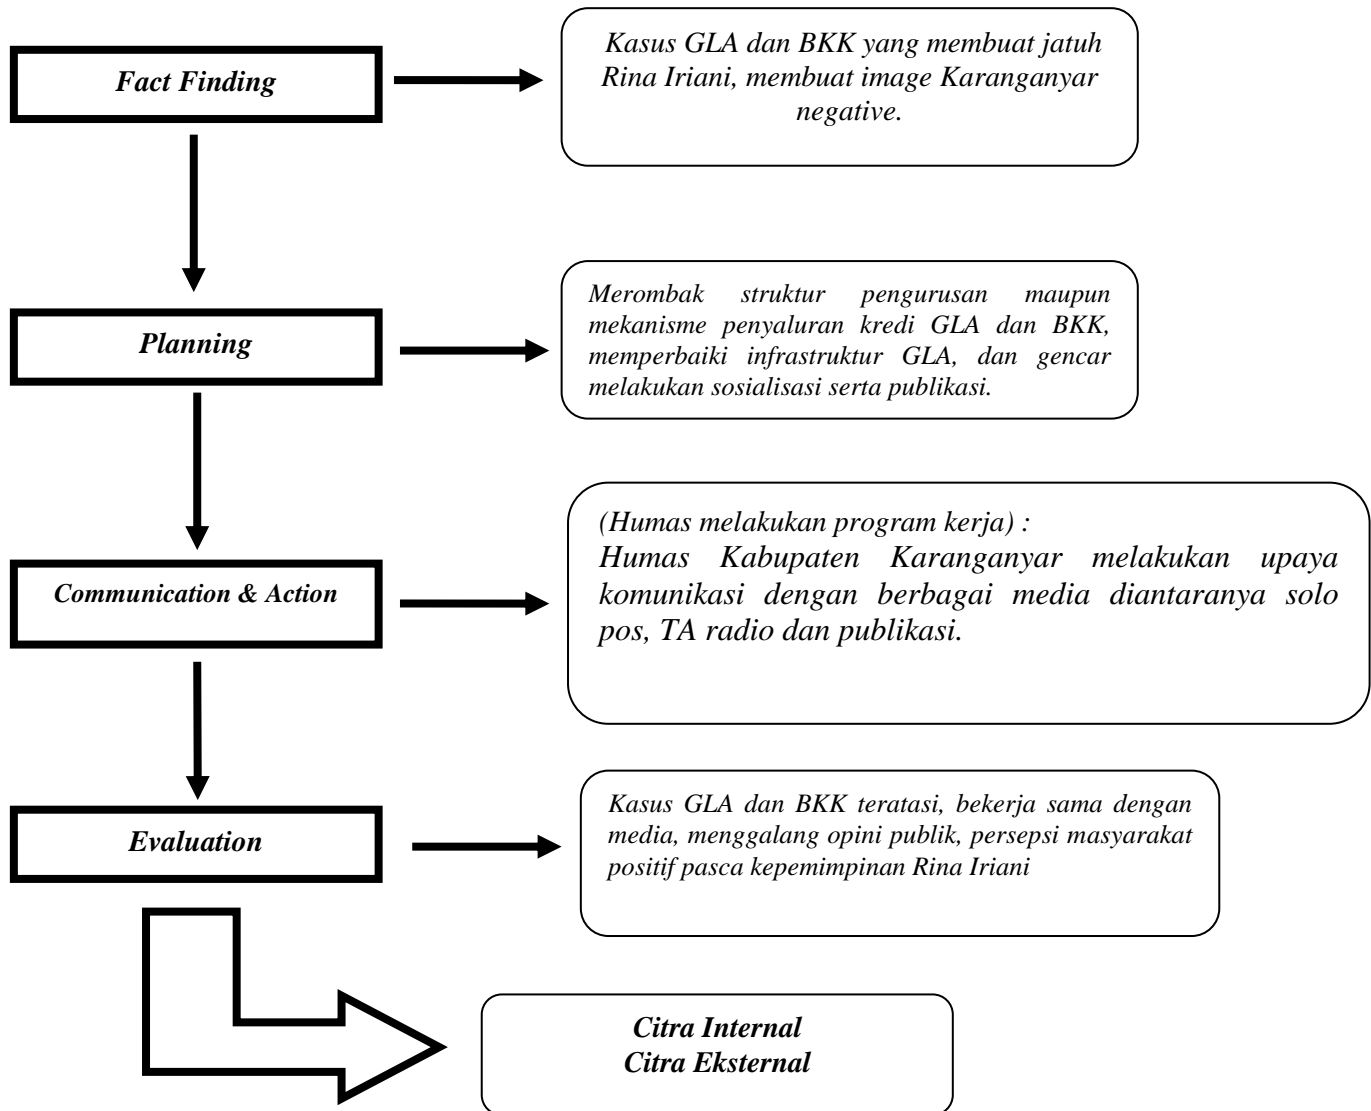 Fact Finding
Kasus GLA dan BKK yang membuat jatuh
Rina Iriani, membuat image Karanganyar
negative.
Planning
Merombak struktur pengurusan maupun
mekanisme penyaluran kredi GLA dan BKK,
memperbaiki infrastruktur GLA, dan gencar
melakukan sosialisasi serta publikasi.
Communication & Action
(Humas melakukan program kerja) :
Humas Kabupaten Karanganyar melakukan upaya
komunikasi dengan berbagai media diantaranya solo
pos, TA radio dan publikasi.
Evaluation
Kasus GLA dan BKK teratasi, bekerja sama dengan
media, menggalang opini publik, persepsi masyarakat
positif pasca kepemimpinan Rina Iriani
Citra Internal
Citra Eksternal